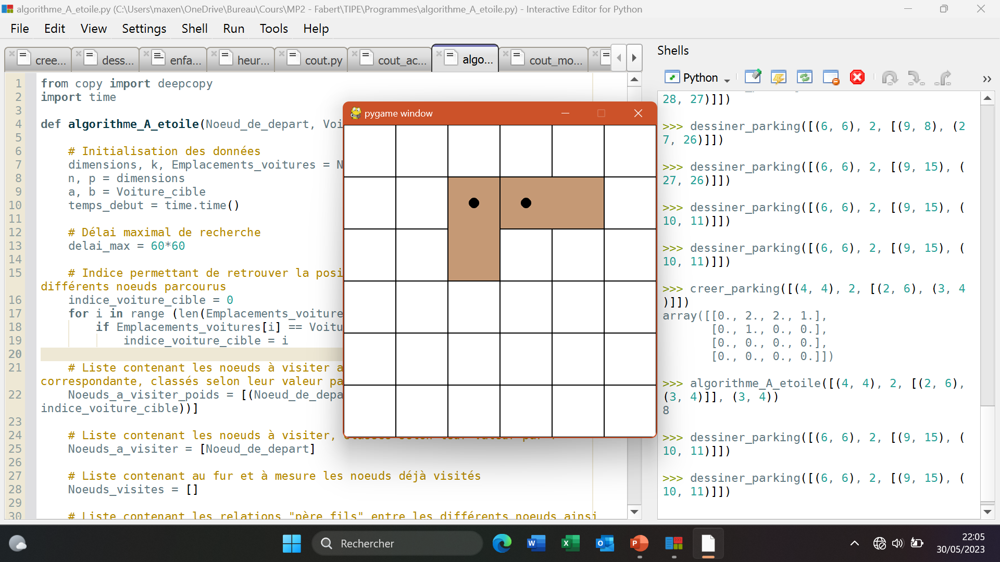 algorithme_A_etoile.py (C:\Users\maxen\OneDrive\Bureau\Cours\MP2 - Fabert\TIPE\Programmes\algorithme_A_etoile.py) - Interactive Editor for Python
File Edit View Settings Shell Run Tools Help
cree... dess... enfa... heur... cout.py cout_ac... algo... cout_mo...
1 from copy import deepcopy
2 import time
3
4 def algorithme_A_etoile(Noeud_de_depart, Voi
5
6 # Initialisation des données
7 dimensions, k, Emplacements_voitures = N
8 n, p = dimensions
9 a, b = Voiture_cible
10 temps_debut = time.time()
11
12 # Délai maximal de recherche
13 delai_max = 60*60
14
15 # Indice permettant de retrouver la posi
différents noeuds parcourus
16 indice_voiture_cible = 0
17 for i in range (len(Emplacements_voiture
18 if Emplacements_voitures[i] == Voitu
19 indice_voiture_cible = i
20
21 # Liste contenant les noeuds à visiter a
correspondante, classés selon leur valeur pa
22 Noeuds_a_visiter_poids = [(Noeud_de_depa
indice_voiture_cible))]
23
24 # Liste contenant les noeuds à visiter, classés selon leur valeur par
25 Noeuds_a_visiter = [Noeud_de_depart]
26
27 # Liste contenant au fur et à mesure les noeuds déjà visités
28 Noeuds_visites = []
29
30 # Liste contenant les relations "père fils" entre les différents noeuds ainsi
pygame window
Shells
Python
28, 27)]])
>>> dessiner_parking([(6, 6), 2, [(9, 8), (2
7, 26)]])
>>> dessiner_parking([(6, 6), 2, [(9, 15), (
27, 26)]])
>>> dessiner_parking([(6, 6), 2, [(9, 15), (
10, 11)]])
>>> dessiner_parking([(6, 6), 2, [(9, 15), (
10, 11)]])
>>> creer_parking([(4, 4), 2, [(2, 6), (3, 4
)]])
array([[0., 2., 2., 1.],
[0., 1., 0., 0.],
[0., 0., 0., 0.],
[0., 0., 0., 0.]])
>>> algorithme_A_etoile([(4, 4), 2, [(2, 6),
(3, 4)]], (3, 4))
8
>>> dessiner_parking([(6, 6), 2, [(9, 15), (
10, 11)]])
>>> dessiner_parking([(6, 6), 2, [(9, 15), (
10, 11)]])
Rechercher
22:05
30/05/2023